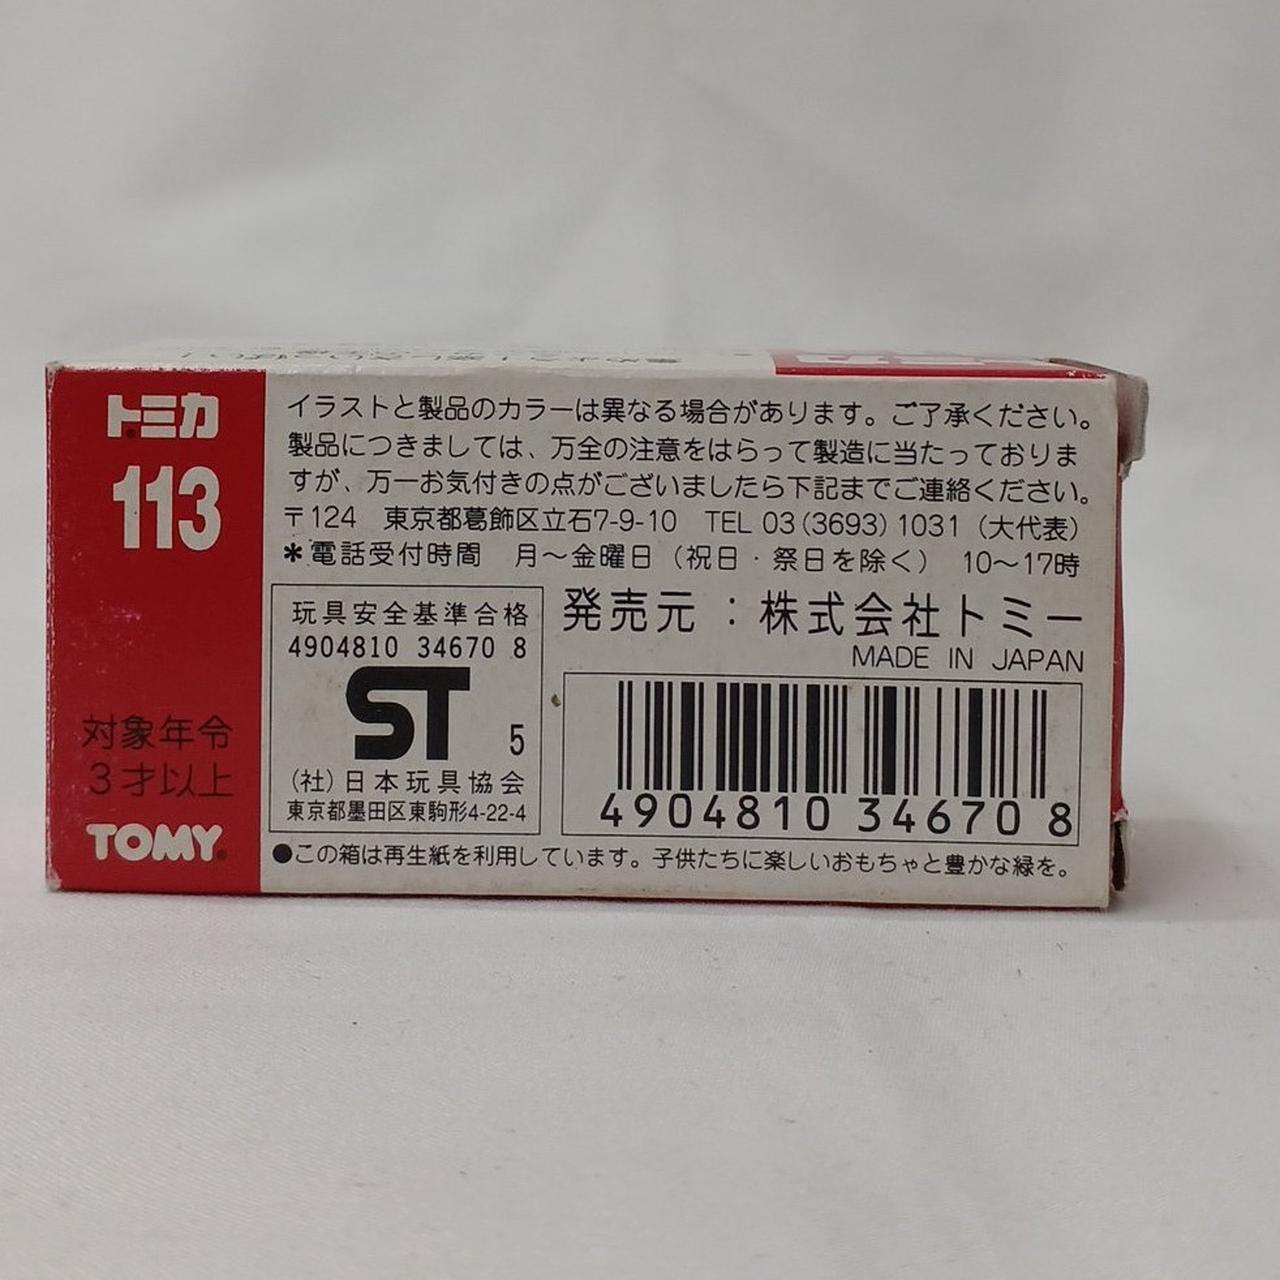 トミカ
113
対象年令
3才以上
TOMY
イラストと製品のカラーは異なる場合があります。ご了承ください。
製品につきましては、万全の注意をはらって製造に当たっておりま
すが、万一お気付きの点がございましたら下記までご連絡ください。
〒124 東京都葛飾区立石7-9-10 TEL 03(3693)1031(大代表)
＊電話受付時間 月〜金曜日(祝日・祭日を除く) 10〜17時
玩具安全基準合格
4904810 34670 8
ST 5
(社)日本玩具協会
東京都墨田区東駒形4-22-4
発売元：株式会社トミー
MADE IN JAPAN
4904810 34670 8
●この箱は再生紙を利用しています。子供たちに楽しいおもちゃと豊かな緑を。